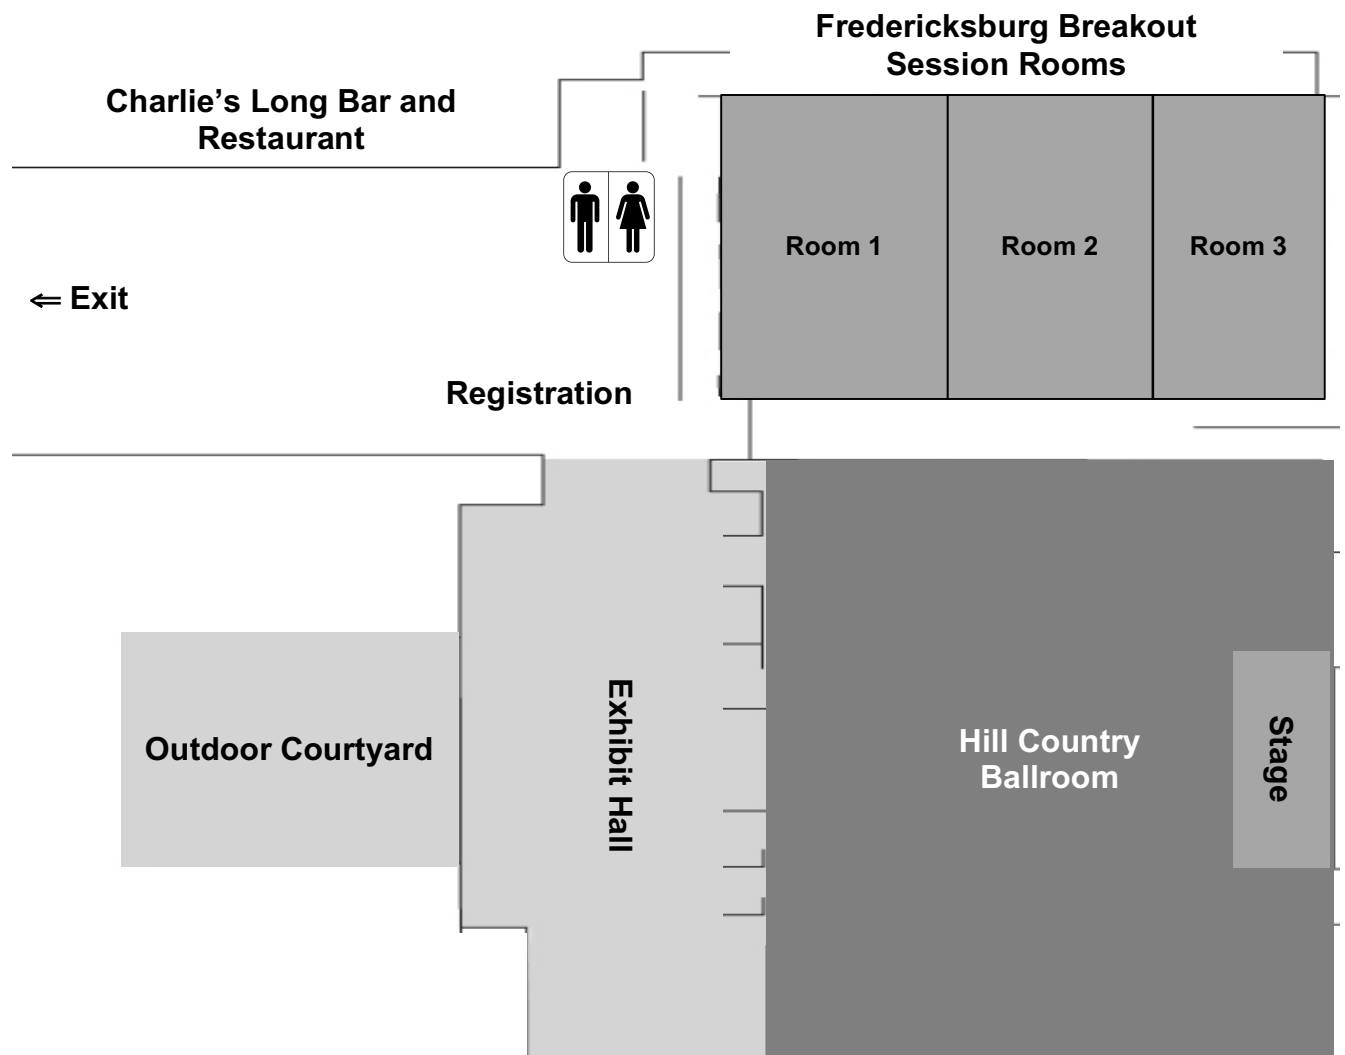 Fredericksburg Breakout
Session Rooms
Charlie’s Long Bar and
Restaurant
Room 1
Room 2
Room 3
⇐ Exit
Registration
Outdoor Courtyard
Exhibit Hall
Hill Country
Ballroom
Stage